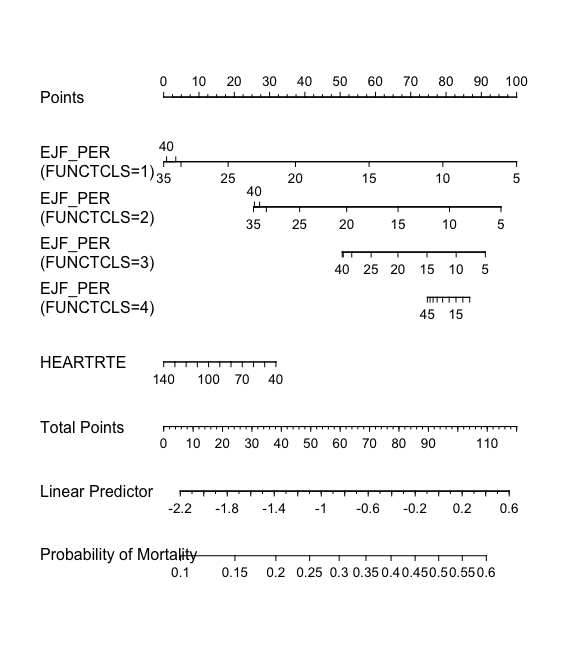 0 10 20 30 40 50 60 70 80 90 100
Points
40
EJF_PER
(FUNCTCLS=1) 35 25 20 15 10 5
40
EJF_PER
(FUNCTCLS=2) 35 25 20 15 10 5
EJF_PER
(FUNCTCLS=3) 40 25 20 15 10 5
EJF_PER
(FUNCTCLS=4) 45 15
HEARTRTE
140 100 70 40
Total Points
0 10 20 30 40 50 60 70 80 90 110
Linear Predictor
-2.2 -1.8 -1.4 -1 -0.6 -0.2 0.2 0.6
Probability of Mortality
0.1 0.15 0.2 0.25 0.3 0.35 0.4 0.45 0.5 0.55 0.6